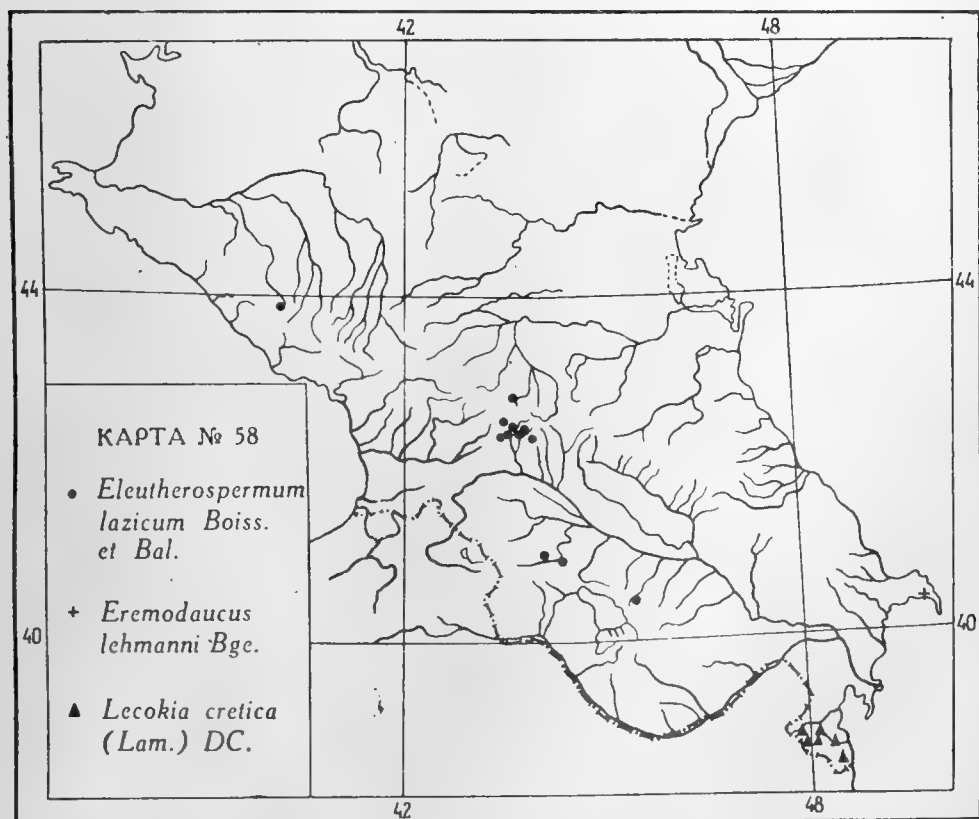 42 48
44 44
КАРТА № 58
Eleutherospermum
lazicum Boiss.
et Bal.
Eremodaucus
lehmanni Bge.
Lecokia cretica
(Lam.) DC.
40 40
42 48